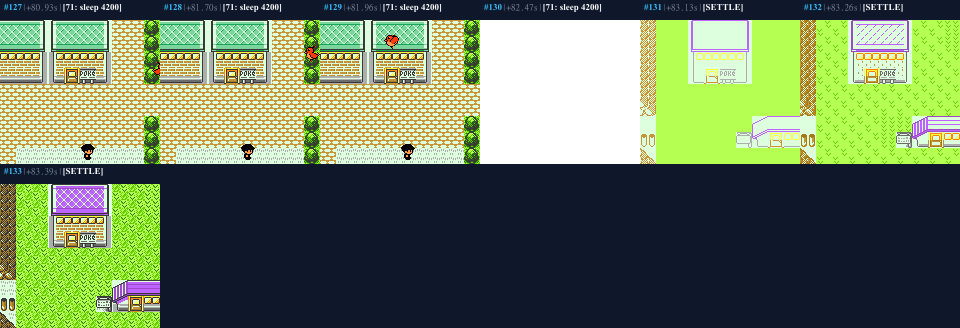 #127 +80.93s [71: sleep 4200]
#128 +81.70s [71: sleep 4200]
#129 +81.96s [71: sleep 4200]
#130 +82.47s [71: sleep 4200]
#131 +83.13s [SETTLE]
#132 +83.26s [SETTLE]
POKé
POKé
POKé
POKé
POKé
#133 +83.39s [SETTLE]
POKé